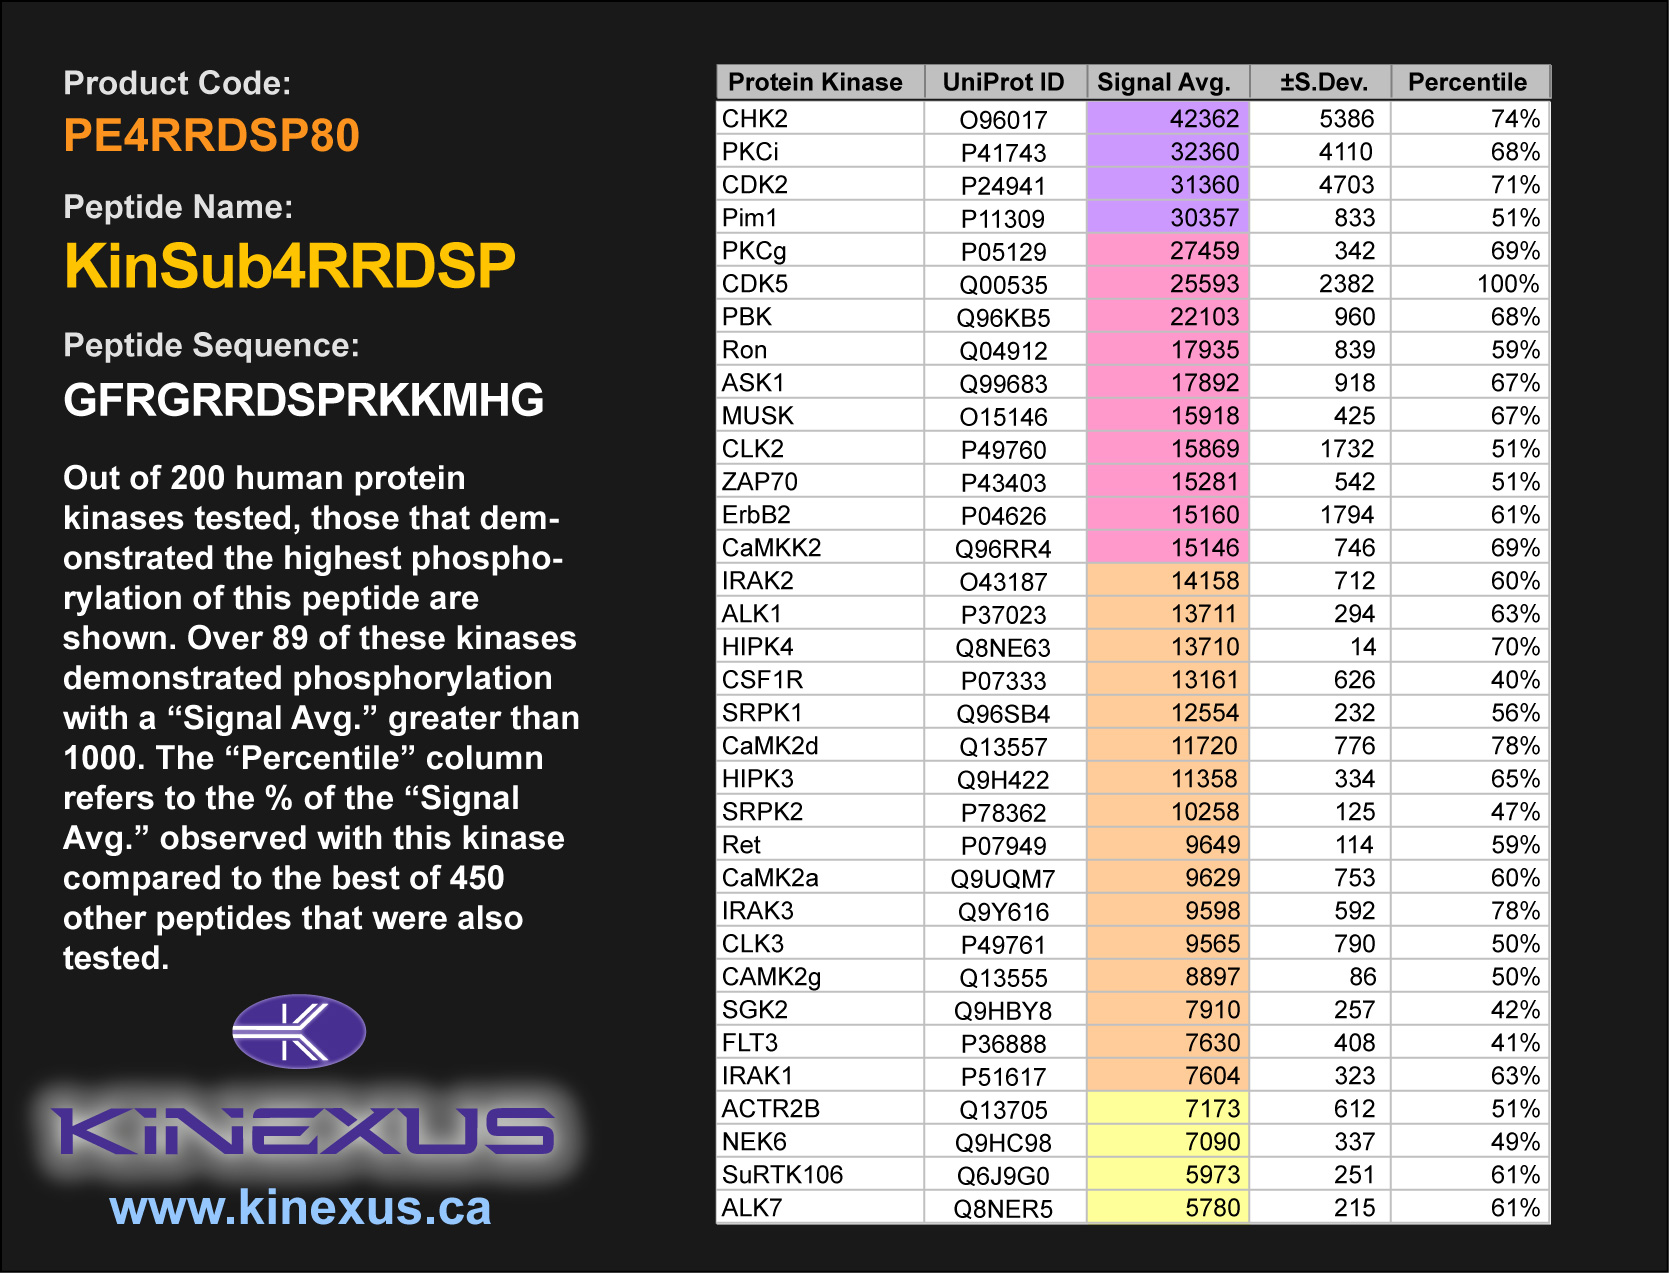 Product Code:
PE4RRDSP80
Peptide Name:
KinSub4RRDSP
Peptide Sequence:
GFRGRRDSPRKKMHG
Out of 200 human protein
kinases tested, those that dem-
onstrated the highest phospho-
rylation of this peptide are
shown. Over 89 of these kinases
demonstrated phosphorylation
with a “Signal Avg.” greater than
1000. The “Percentile” column
refers to the % of the “Signal
Avg.” observed with this kinase
compared to the best of 450
other peptides that were also
tested.
KiNEXUS
www.kinexus.ca
Protein Kinase UniProt ID Signal Avg. ±S.Dev. Percentile
CHK2 O96017 42362 5386 74%
PKCi P41743 32360 4110 68%
CDK2 P24941 31360 4703 71%
Pim1 P11309 30357 833 51%
PKCg P05129 27459 342 69%
CDK5 Q00535 25593 2382 100%
PBK Q96KB5 22103 960 68%
Ron Q04912 17935 839 59%
ASK1 Q99683 17892 918 67%
MUSK O15146 15918 425 67%
CLK2 P49760 15869 1732 51%
ZAP70 P43403 15281 542 51%
ErbB2 P04626 15160 1794 61%
CaMKK2 Q96RR4 15146 746 69%
IRAK2 O43187 14158 712 60%
ALK1 P37023 13711 294 63%
HIPK4 Q8NE63 13710 14 70%
CSF1R P07333 13161 626 40%
SRPK1 Q96SB4 12554 232 56%
CaMK2d Q13557 11720 776 78%
HIPK3 Q9H422 11358 334 65%
SRPK2 P78362 10258 125 47%
Ret P07949 9649 114 59%
CaMK2a Q9UQM7 9629 753 60%
IRAK3 Q9Y616 9598 592 78%
CLK3 P49761 9565 790 50%
CAMK2g Q13555 8897 86 50%
SGK2 Q9HBY8 7910 257 42%
FLT3 P36888 7630 408 41%
IRAK1 P51617 7604 323 63%
ACTR2B Q13705 7173 612 51%
NEK6 Q9HC98 7090 337 49%
SuRTK106 Q6J9G0 5973 251 61%
ALK7 Q8NER5 5780 215 61%